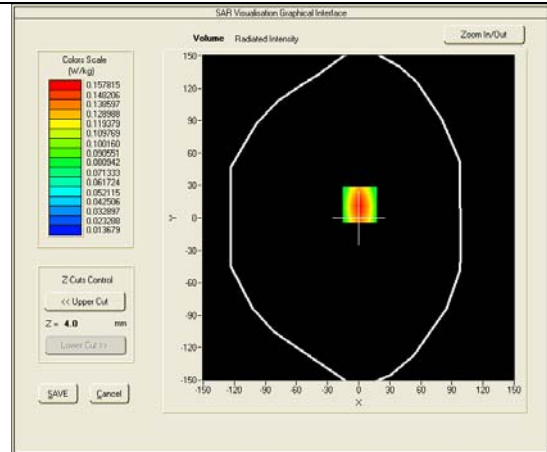 SAR Visualisation Graphical Interface
Volume Radiated Intensity
Zoom In/Out
Colors Scale
(W/kg)
0.157815
0.148206
0.138597
0.128988
0.119379
0.109769
0.100160
0.090551
0.080942
0.071333
0.061724
0.052115
0.042506
0.032897
0.023288
0.013679
Z Cuts Control
<< Upper Cut
Z = 4.0 mm
Lower Cut >>
SAVE Cancel
150
120
90
60
30
0
-30
-60
-90
-120
-150
Y
-150 -120 -90 -60 -30 0 30 60 90 120 150
X